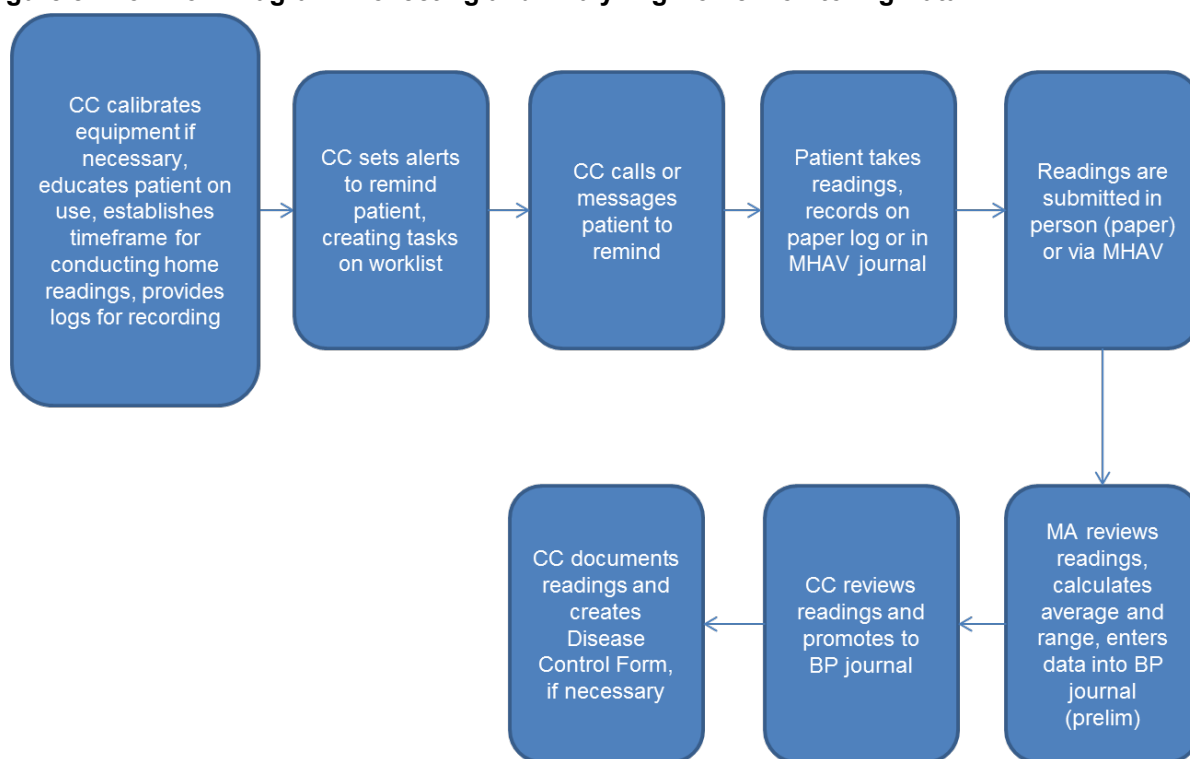 CC calibrates
equipment if
necessary,
educates patient on
use, establishes
timeframe for
conducting home
readings, provides
logs for recording
CC sets alerts
to remind
patient,
creating tasks
on worklist
CC calls or
messages
patient to
remind
Patient takes
readings,
records on
paper log or in
MHAV journal
Readings are
submitted in
person (paper)
or via MHAV
MA reviews
readings,
calculates
average and
range, enters
data into BP
journal
(prelim)
CC reviews
readings and
promotes to
BP journal
CC documents
readings and
creates
Disease
Control Form,
if necessary